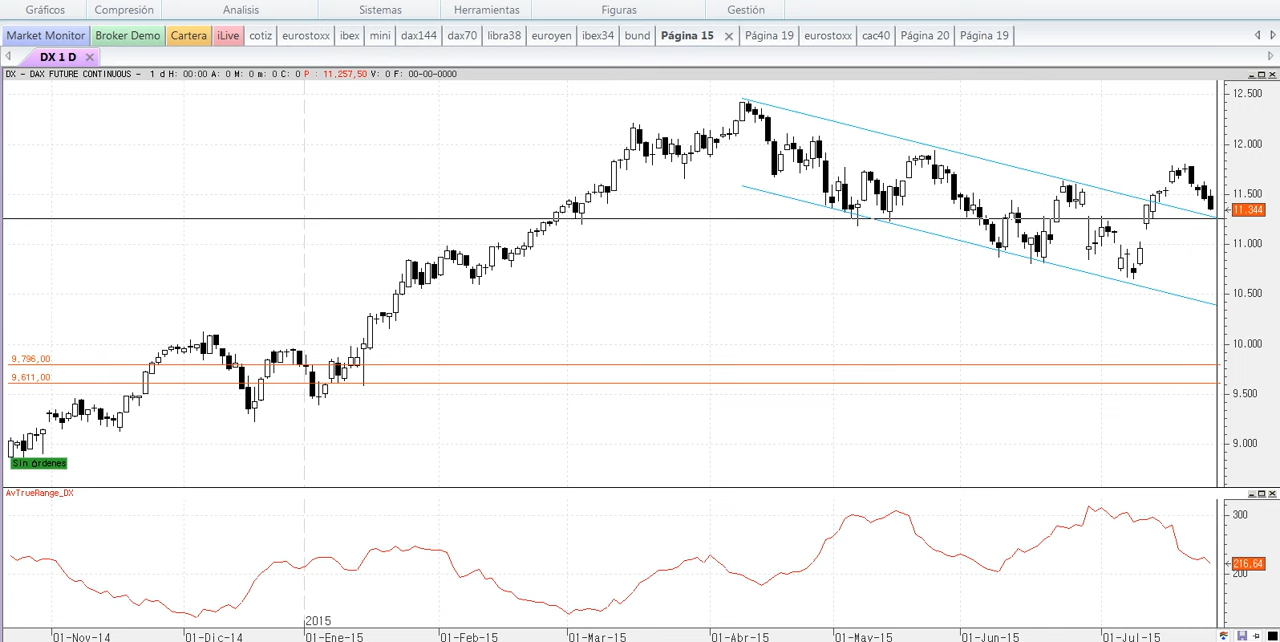 Gráficos Compresión Analisis Sistemas Herramientas Figuras Gestión
Market Monitor Broker Demo Cartera iLive cotiz eurostoxx ibex mini dax144 dax70 libra38 euroyen ibex34 bund Página 15 Página 19 eurostoxx cac40 Página 20 Página 19
DX 1 D
DX - DAX FUTURE CONTINUOUS - 1 d H: 00:00 A: 0 M: 0 m: 0 C: 0 P : 11,257,50 V: 0 F: 00-00-0000
12.500
12.000
11.500
11.344
11.000
10.500
10.000
9.796,00
9.611,00
9.500
9.000
Sin órdenes
AvTrueRange_DX
300
216.64
200
2015
01-Nov-14 01-Dic-14 01-Ene-15 01-Feb-15 01-Mar-15 01-Abr-15 01-May-15 01-Jun-15 01-Jul-15